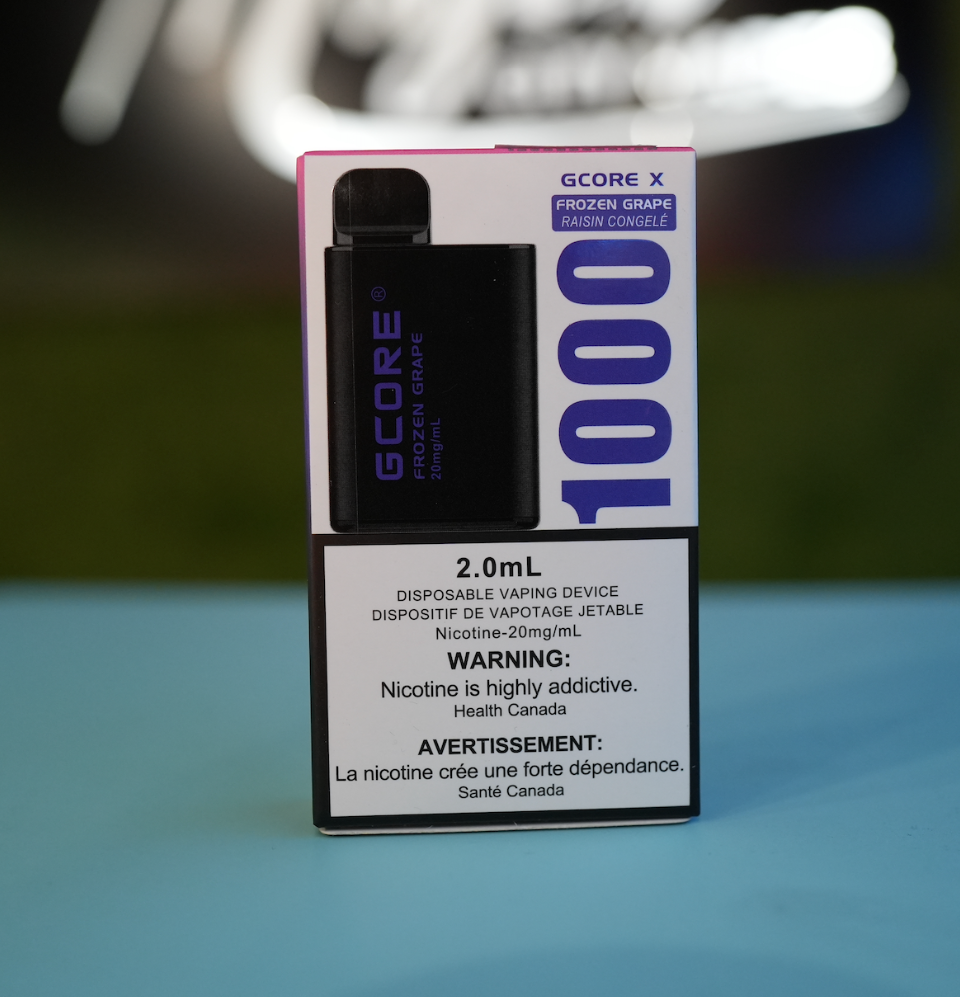 GCORE X
FROZEN GRAPE
RAISIN CONGELÉ
1000
GCORE®
FROZEN GRAPE
20mg/mL
2.0mL
DISPOSABLE VAPING DEVICE
DISPOSITIF DE VAPOTAGE JETABLE
Nicotine-20mg/mL
WARNING:
Nicotine is highly addictive.
Health Canada
AVERTISSEMENT:
La nicotine crée une forte dépendance.
Santé Canada